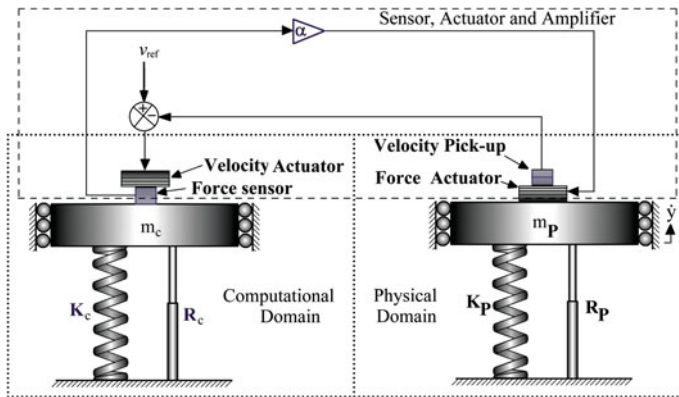 Sensor, Actuator and Amplifier
α
v_ref
+
−
Velocity Pick-up
Velocity Actuator
Force Actuator
Force sensor
m_c
m_P
ẏ
K_c
R_c
Computational
Domain
Physical
Domain
K_P
R_P